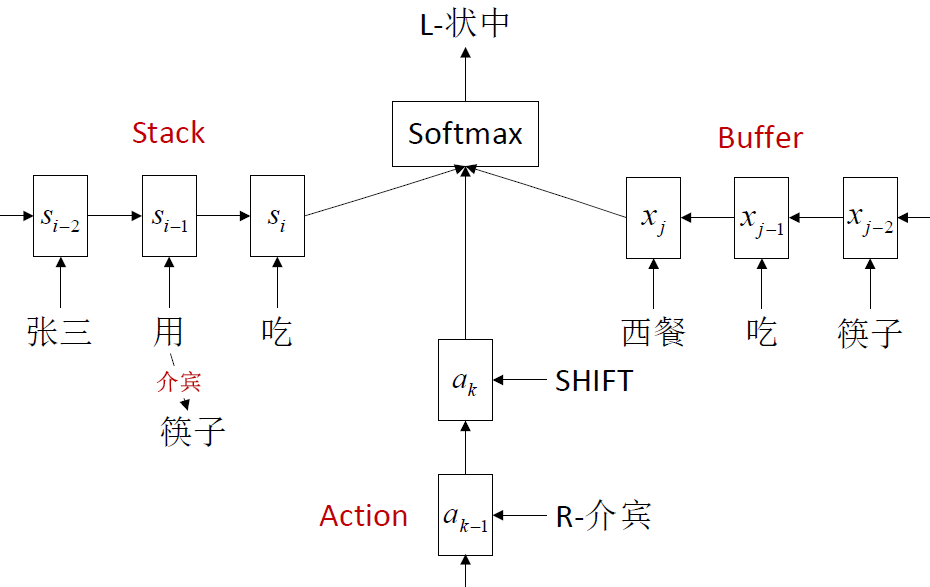 L-状中
Softmax
Stack
Buffer
s_{i-2} s_{i-1} s_i
x_j x_{j-1} x_{j-2}
张三 用 吃
西餐 吃 筷子
介宾
筷子
a_k SHIFT
Action
a_{k-1} R-介宾